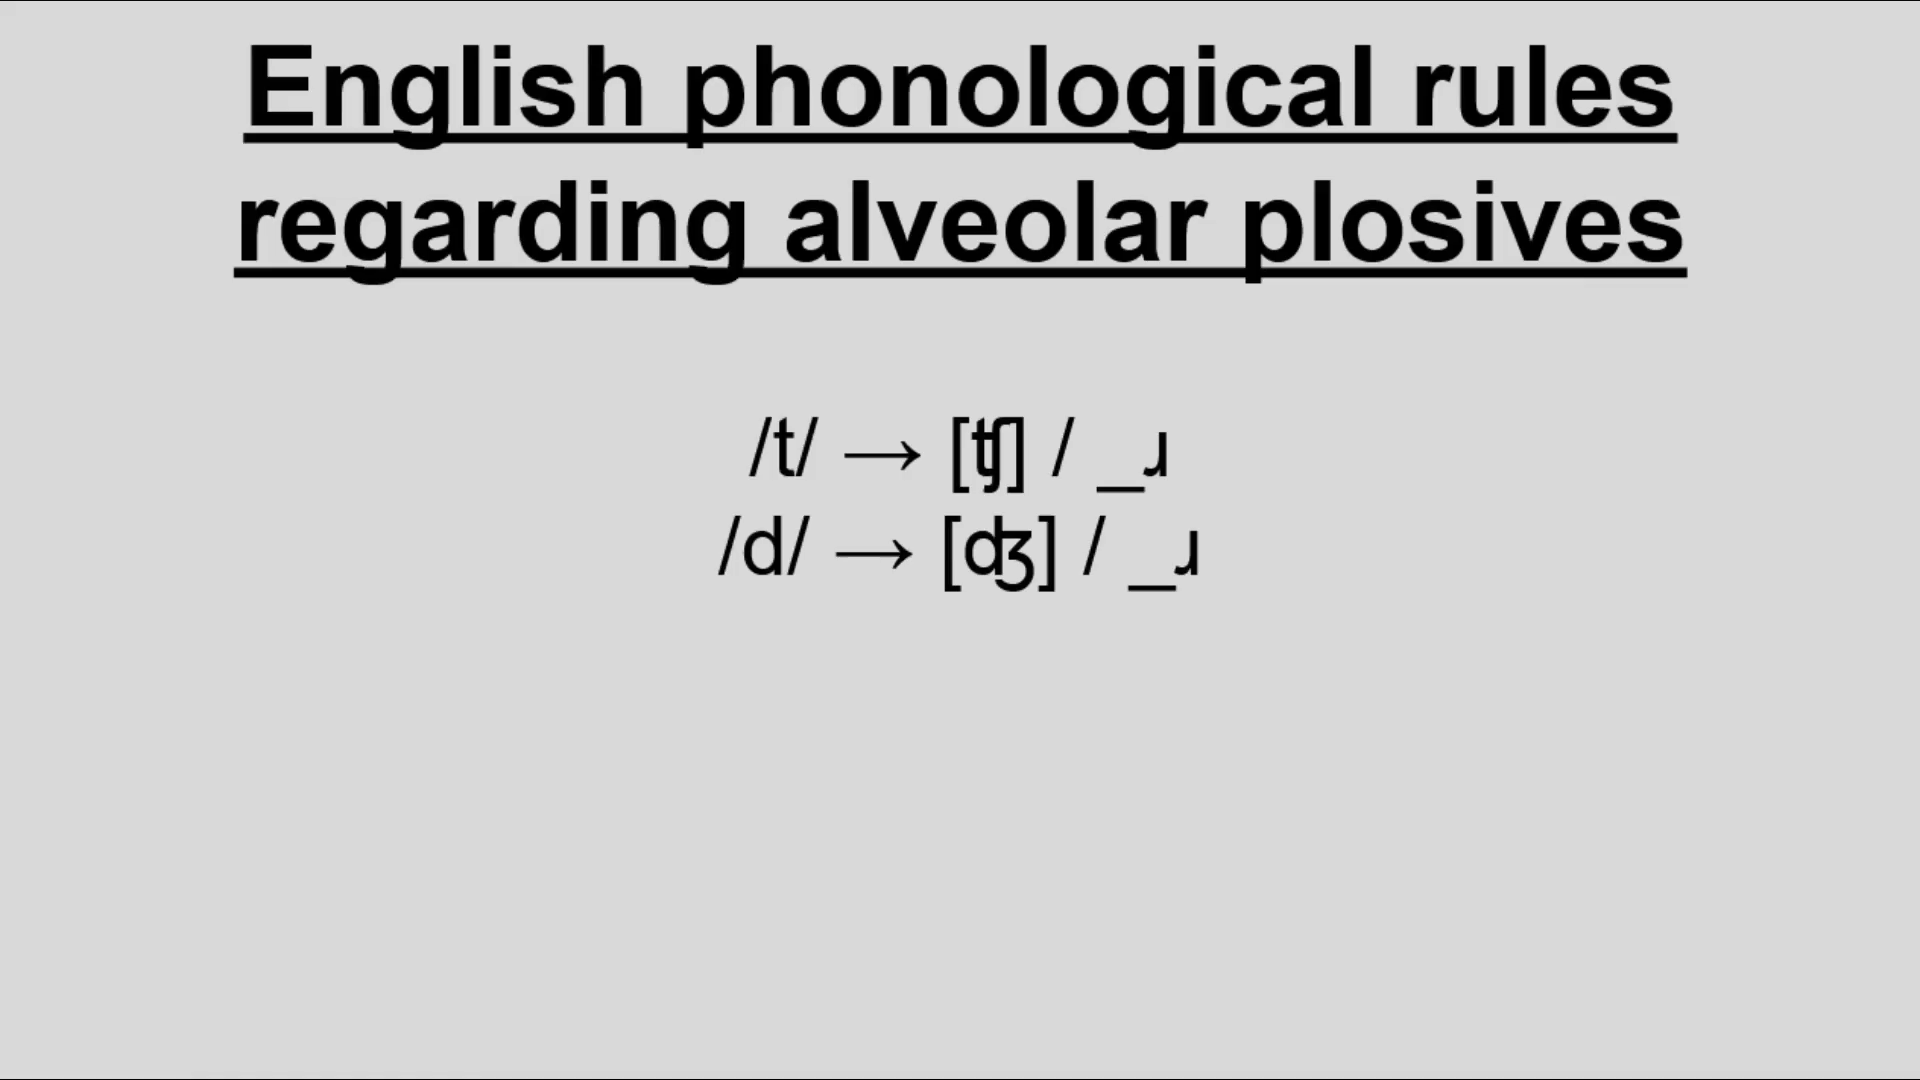 English phonological rules
regarding alveolar plosives
/t/ → [ʧ] / _ɹ
/d/ → [ʤ] / _ɹ